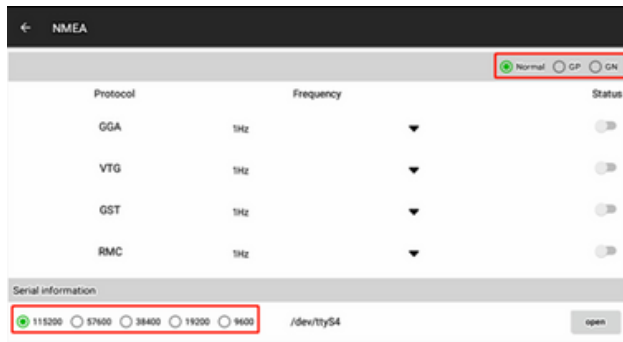 NMEA
Normal GP GN
Protocol Frequency Status
GGA 1Hz
VTG 1Hz
GST 1Hz
RMC 1Hz
Serial information
115200 57600 38400 19200 9600 /dev/ttyS4 open